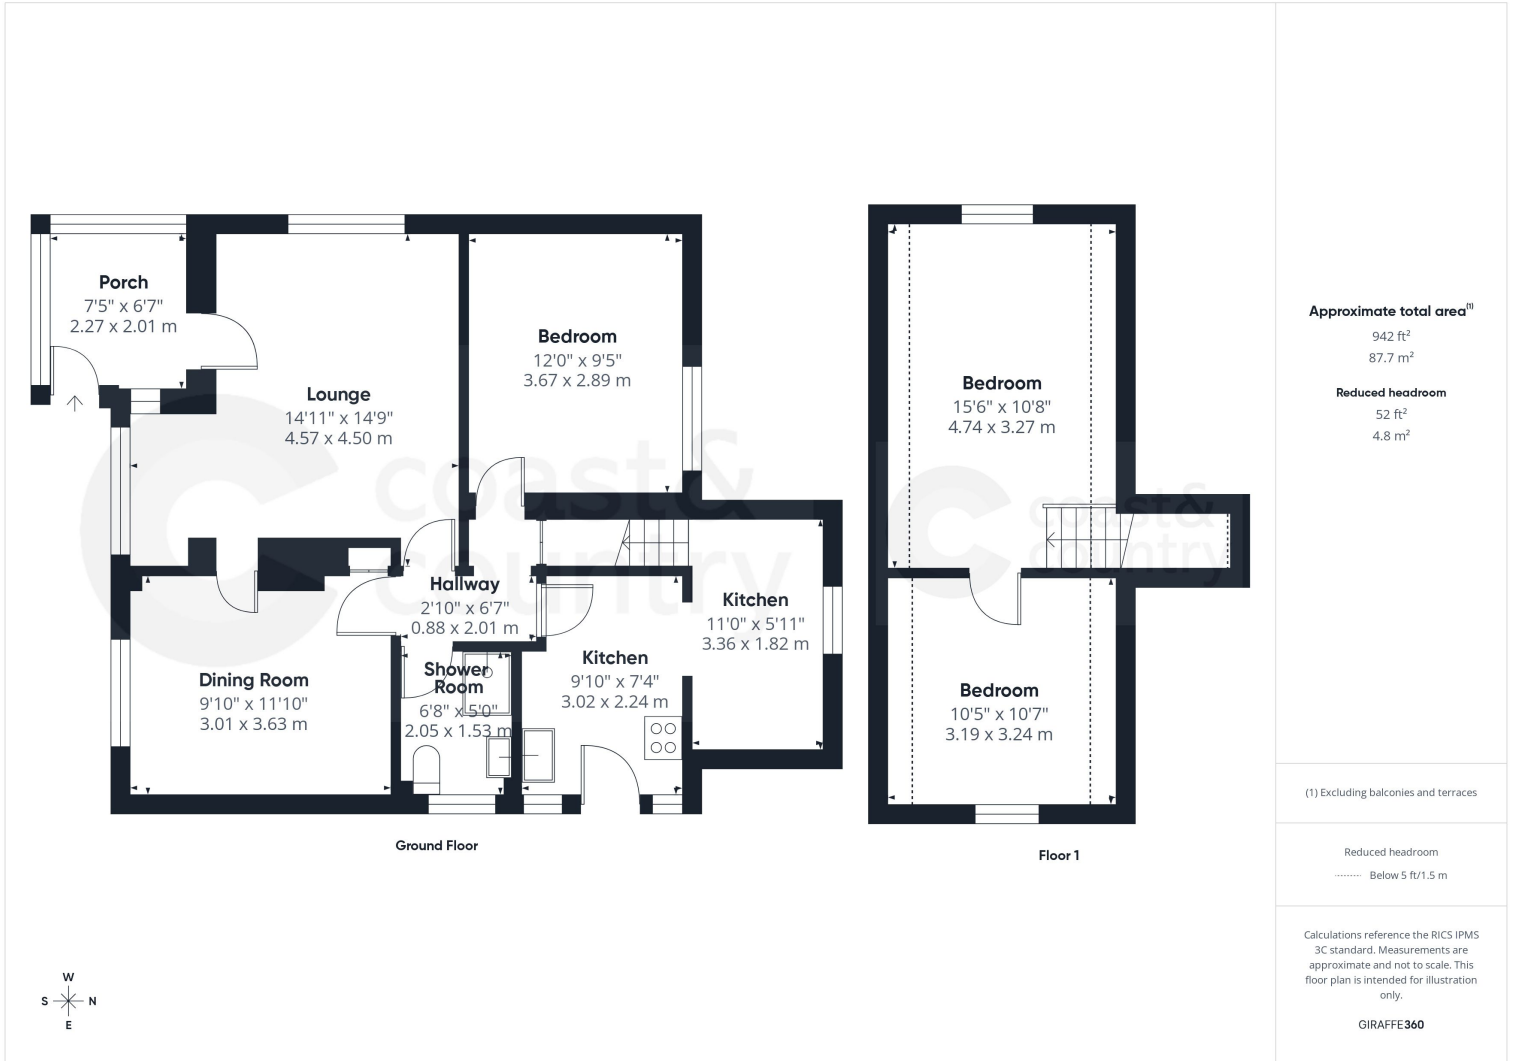 Porch
7'5" x 6'7"
2.27 x 2.01 m
Lounge
14'11" x 14'9"
4.57 x 4.50 m
Bedroom
12'0" x 9'5"
3.67 x 2.89 m
Hallway
2'10" x 6'7"
0.88 x 2.01 m
Kitchen
11'0" x 5'11"
3.36 x 1.82 m
Kitchen
9'10" x 7'4"
3.02 x 2.24 m
Shower
Room
6'8" x 5'0"
2.05 x 1.53 m
Dining Room
9'10" x 11'10"
3.01 x 3.63 m
coast &
country
Ground Floor
Bedroom
15'6" x 10'8"
4.74 x 3.27 m
Bedroom
10'5" x 10'7"
3.19 x 3.24 m
coast &
country
Floor 1
Approximate total area⁽¹⁾
942 ft²
87.7 m²
Reduced headroom
52 ft²
4.8 m²
(1) Excluding balconies and terraces
Reduced headroom
Below 5 ft/1.5 m
Calculations reference the RICS IPMS
3C standard. Measurements are
approximate and not to scale. This
floor plan is intended for illustration
only.
GIRAFFE360
W
S N
E